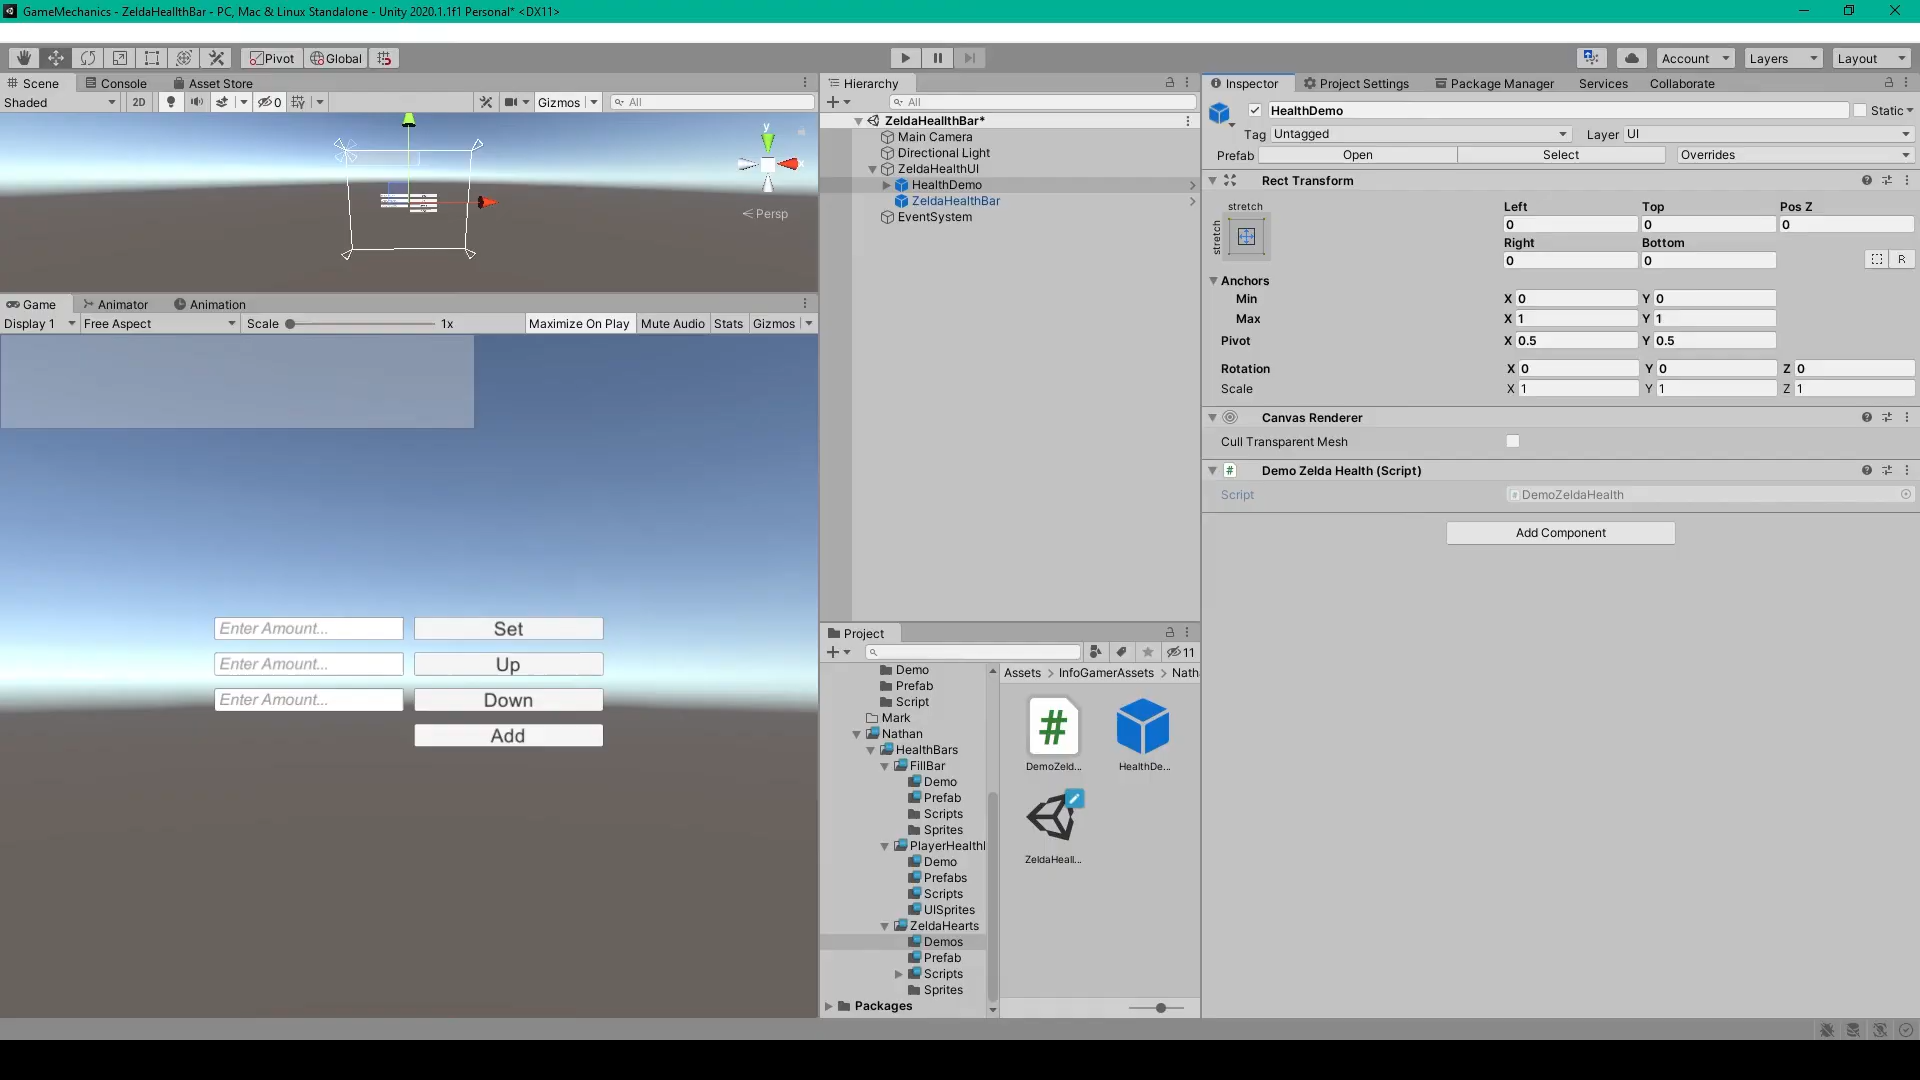 GameMechanics - ZeldaHeallthBar - PC, Mac & Linux Standalone - Unity 2020.1.1f1 Personal* <DX11>
Pivot Global Account Layers Layout
Scene Console Asset Store
Shaded 2D 0 Gizmos All
y
Persp
Game Animator Animation
Display 1 Free Aspect Scale 1x Maximize On Play Mute Audio Stats Gizmos
Enter Amount... Set
Enter Amount... Up
Enter Amount... Down
Add
Hierarchy
All
ZeldaHeallthBar*
Main Camera
Directional Light
ZeldaHealthUI
HealthDemo
ZeldaHealthBar
EventSystem
Project
11
Demo
Prefab
Script
Mark
Nathan
HealthBars
FillBar
Demo
Prefab
Scripts
Sprites
PlayerHealthI
Demo
Prefabs
Scripts
UISprites
ZeldaHearts
Demos
Prefab
Scripts
Sprites
Packages
Assets > InfoGamerAssets > Nath
DemoZeld... HealthDe...
ZeldaHeall...
Inspector Project Settings Package Manager Services Collaborate
HealthDemo Static
Tag Untagged Layer UI
Prefab Open Select Overrides
Rect Transform
stretch Left Top Pos Z
stretch 0 0 0
Right Bottom
0 0 R
Anchors
Min X 0 Y 0
Max X 1 Y 1
Pivot X 0.5 Y 0.5
Rotation X 0 Y 0 Z 0
Scale X 1 Y 1 Z 1
Canvas Renderer
Cull Transparent Mesh
# Demo Zelda Health (Script)
Script # DemoZeldaHealth
Add Component